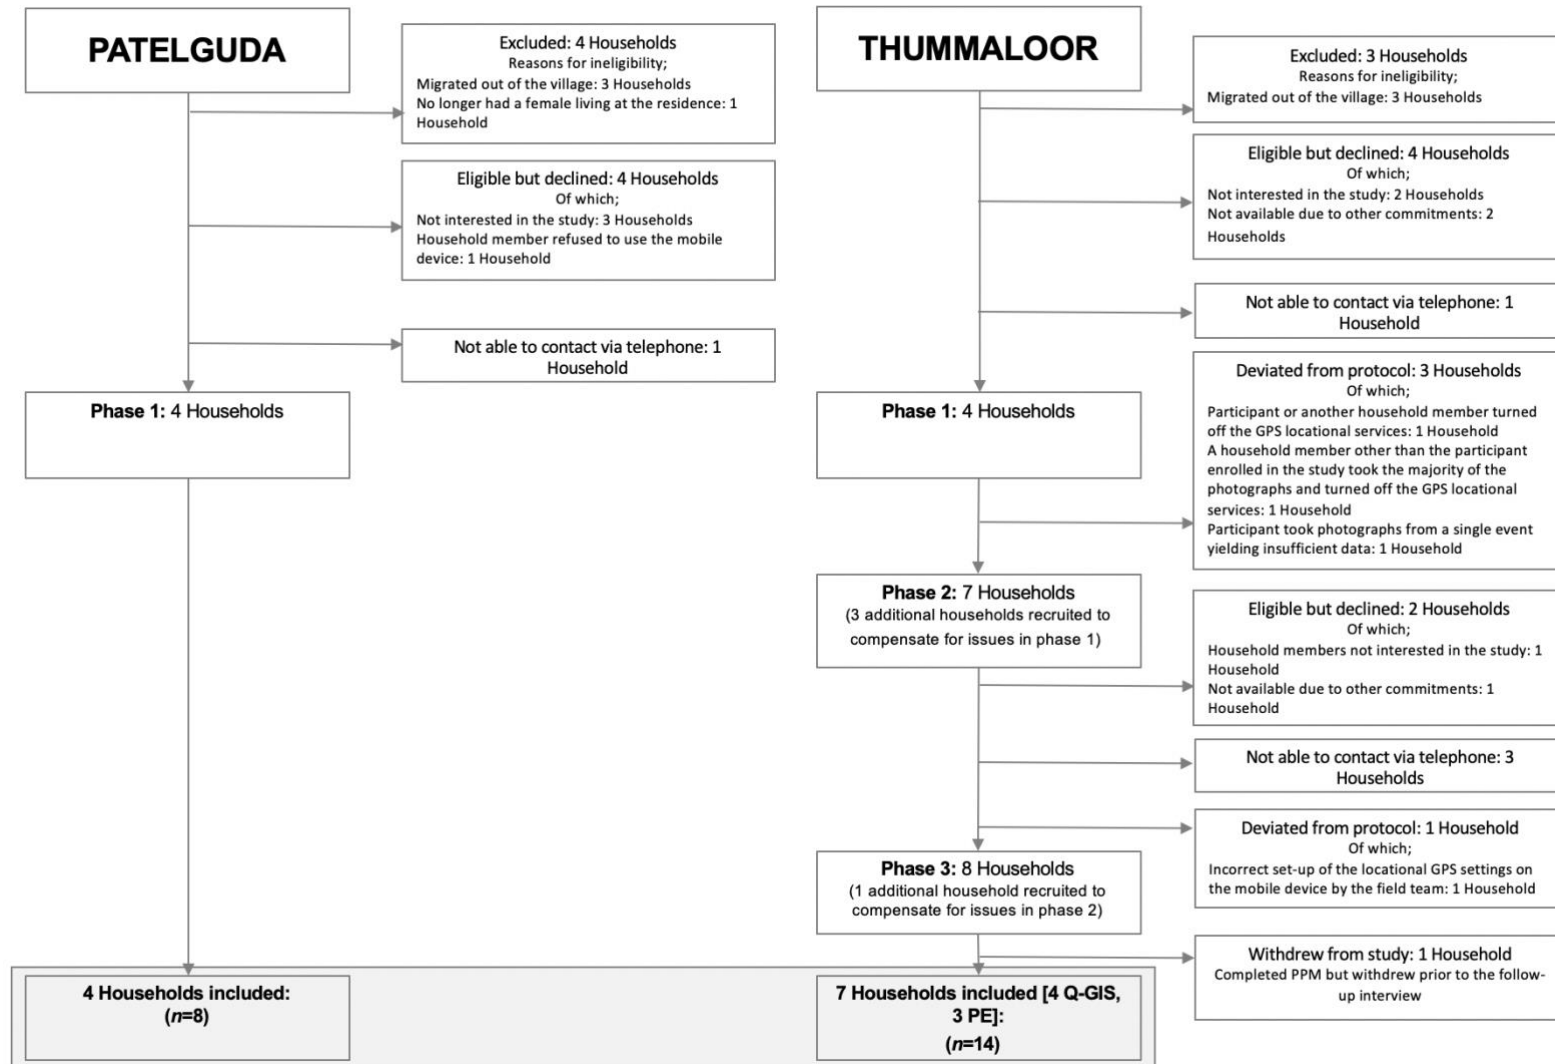 PATELGUDA
Excluded: 4 Households
Reasons for ineligibility;
Migrated out of the village: 3 Households
No longer had a female living at the residence: 1
Household
Eligible but declined: 4 Households
Of which;
Not interested in the study: 3 Households
Household member refused to use the mobile
device: 1 Household
Not able to contact via telephone: 1
Household
Phase 1: 4 Households
4 Households included:
(n=8)
THUMMALOOR
Excluded: 3 Households
Reasons for ineligibility;
Migrated out of the village: 3 Households
Eligible but declined: 4 Households
Of which;
Not interested in the study: 2 Households
Not available due to other commitments: 2
Households
Not able to contact via telephone: 1
Household
Phase 1: 4 Households
Deviated from protocol: 3 Households
Of which;
Participant or another household member turned
off the GPS locational services: 1 Household
A household member other than the participant
enrolled in the study took the majority of the
photographs and turned off the GPS locational
services: 1 Household
Participant took photographs from a single event
yielding insufficient data: 1 Household
Phase 2: 7 Households
(3 additional households recruited to
compensate for issues in phase 1)
Eligible but declined: 2 Households
Of which;
Household members not interested in the study: 1
Household
Not available due to other commitments: 1
Household
Not able to contact via telephone: 3
Households
Deviated from protocol: 1 Household
Of which;
Incorrect set-up of the locational GPS settings on
the mobile device by the field team: 1 Household
Phase 3: 8 Households
(1 additional household recruited to
compensate for issues in phase 2)
Withdrew from study: 1 Household
Completed PPM but withdrew prior to the follow-
up interview
7 Households included [4 Q-GIS,
3 PE]:
(n=14)